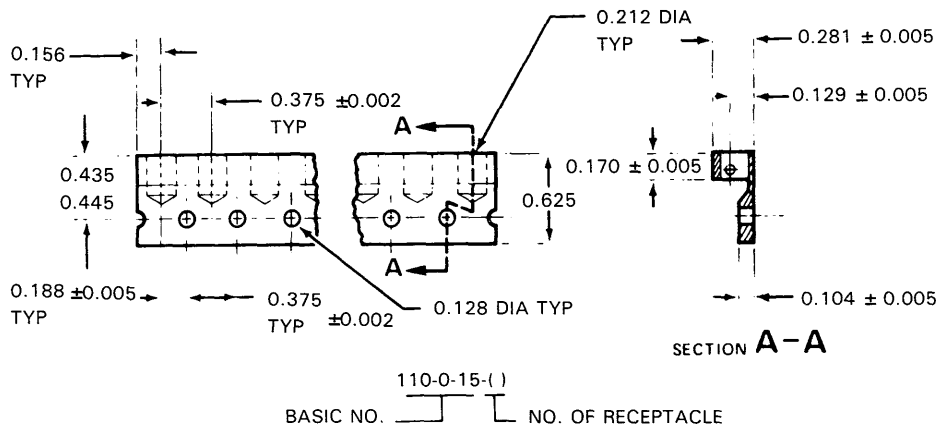 0.156
TYP
0.212 DIA
TYP
0.281 ± 0.005
0.375 ±0.002
TYP
0.129 ± 0.005
A
0.435
0.445
0.170 ± 0.005
0.625
A
0.188 ±0.005
TYP
0.375
TYP ±0.002
0.128 DIA TYP
0.104 ± 0.005
SECTION A-A
110-0-15-( )
BASIC NO.
NO. OF RECEPTACLE